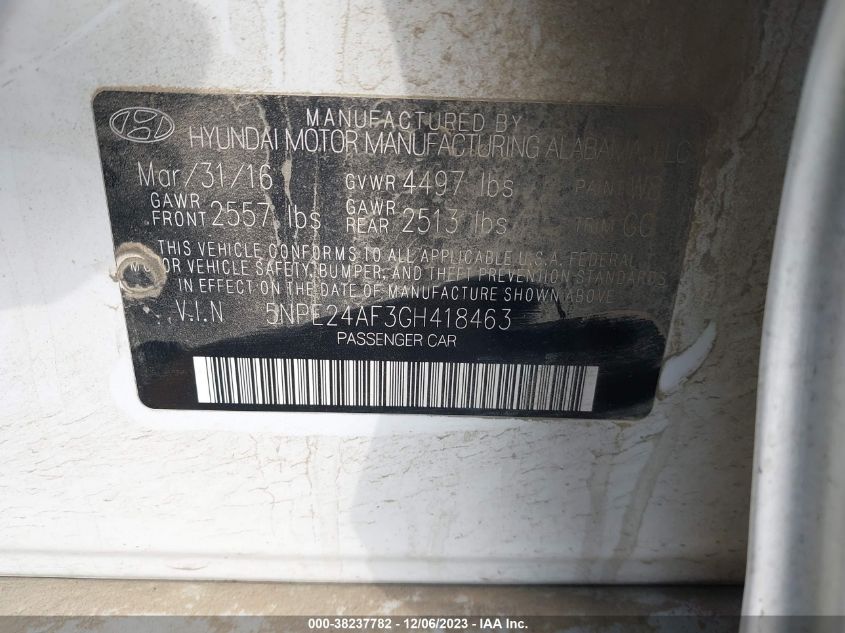 MANUFACTURED BY
HYUNDAI MOTOR MANUFACTURING ALABAMA, LLC
Mar/31/16 GVWR 4497 lbs PAINT
GAWR FRONT 2557 lbs GAWR REAR 2513 lbs TRIM
THIS VEHICLE CONFORMS TO ALL APPLICABLE U.S.A. FEDERAL
VEHICLE SAFETY, BUMPER, AND THEFT PREVENTION STANDARDS
IN EFFECT ON THE DATE OF MANUFACTURE SHOWN ABOVE.
V.I.N 5NPE24AF3GH418463
PASSENGER CAR
000-38237782 - 12/06/2023 - IAA Inc.